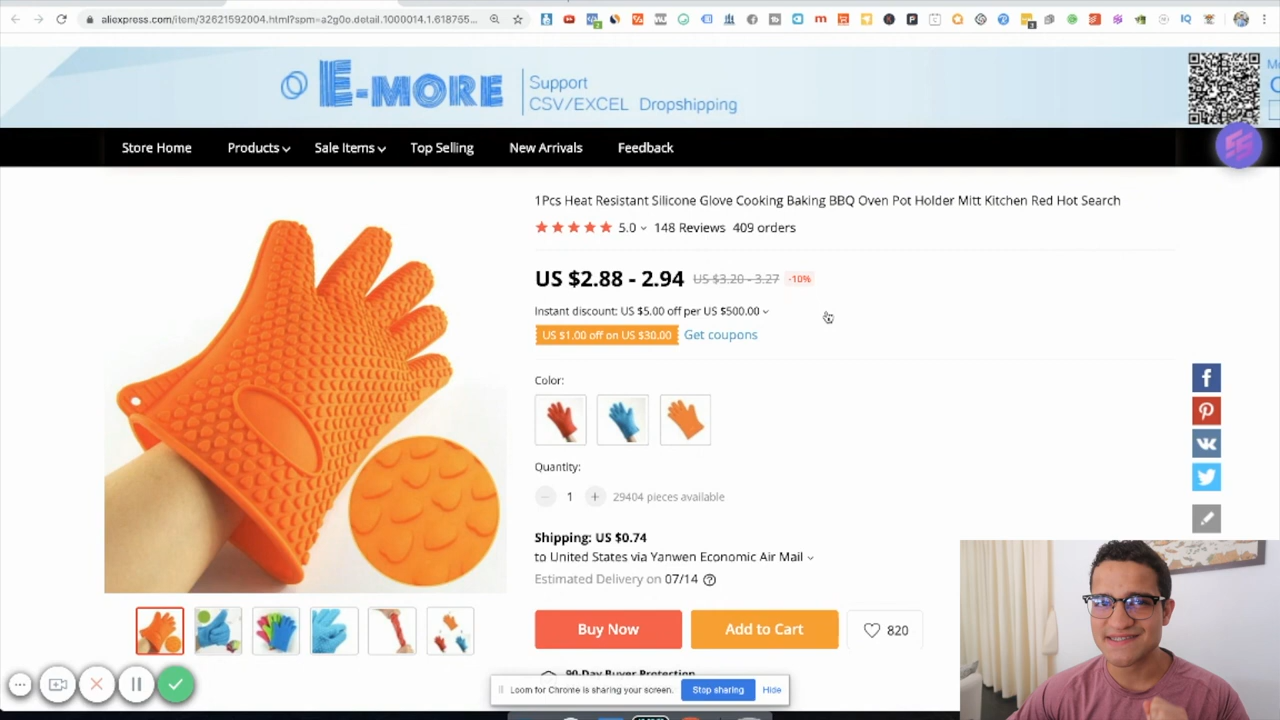 aliexpress.com/item/32621592004.html?spm=a2g0o.detail.1000014.1.618765...
E-MORE
Support
CSV/EXCEL Dropshipping
Store Home Products Sale Items Top Selling New Arrivals Feedback
1Pcs Heat Resistant Silicone Glove Cooking Baking BBQ Oven Pot Holder Mitt Kitchen Red Hot Search
5.0 148 Reviews 409 orders
US $2.88 - 2.94 US $3.20 - 3.27 -10%
Instant discount: US $5.00 off per US $500.00
US $1.00 off on US $30.00 Get coupons
Color:
Quantity:
1 29404 pieces available
Shipping: US $0.74
to United States via Yanwen Economic Air Mail
Estimated Delivery on 07/14
Buy Now Add to Cart 820
90-Day Buyer Protection
Loom for Chrome is sharing your screen. Stop sharing Hide